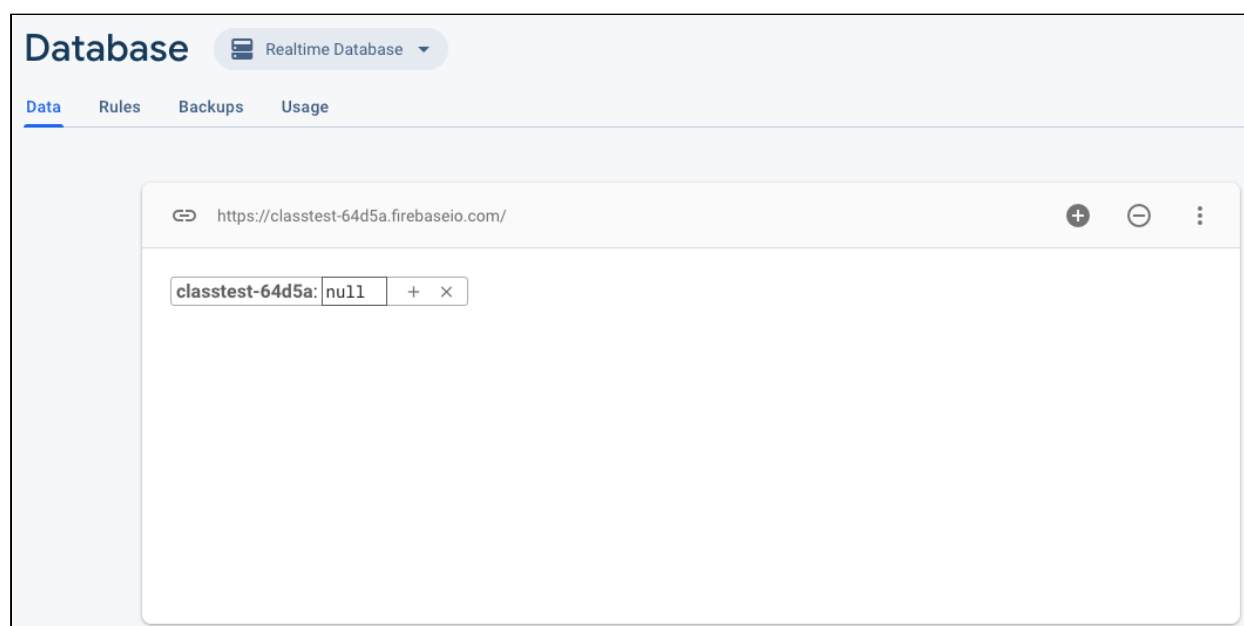 Database Realtime Database
Data Rules Backups Usage
https://classtest-64d5a.firebaseio.com/
classtest-64d5a: null + ×